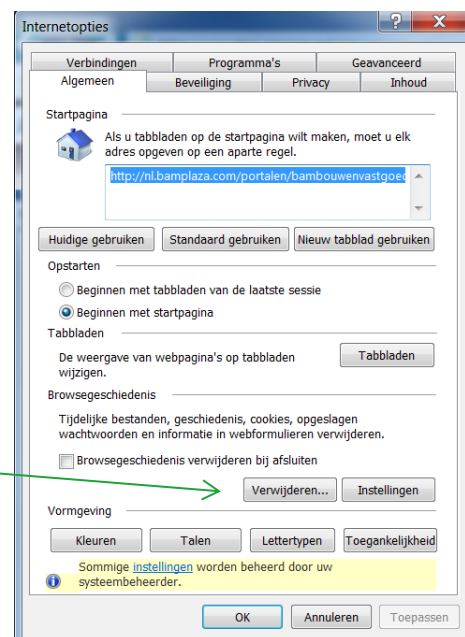 Internetopties
Verbindingen Programma's Geavanceerd
Algemeen Beveiliging Privacy Inhoud
Startpagina
Als u tabbladen op de startpagina wilt maken, moet u elk
adres opgeven op een aparte regel.
http://nl.bamplaza.com/portalen/bambouwenvastgoed
Huidige gebruiken Standaard gebruiken Nieuw tabblad gebruiken
Opstarten
Beginnen met tabbladen van de laatste sessie
Beginnen met startpagina
Tabbladen
De weergave van webpagina's op tabbladen
wijzigen.
Tabbladen
Browsegeschiedenis
Tijdelijke bestanden, geschiedenis, cookies, opgeslagen
wachtwoorden en informatie in webformulieren verwijderen.
Browsegeschiedenis verwijderen bij afsluiten
Verwijderen... Instellingen
Vormgeving
Kleuren Talen Lettertypen Toegankelijkheid
Sommige instellingen worden beheerd door uw
systeembeheerder.
OK Annuleren Toepassen